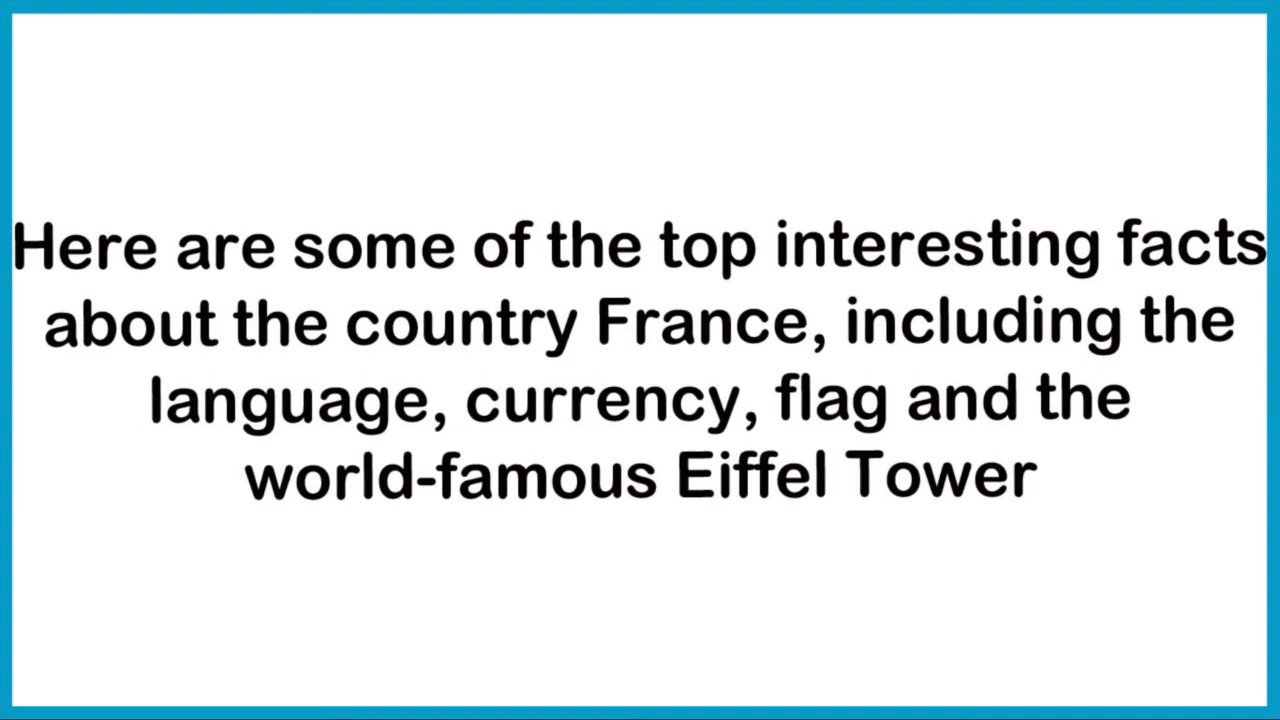 Here are some of the top interesting facts
about the country France, including the
language, currency, flag and the
world-famous Eiffel Tower